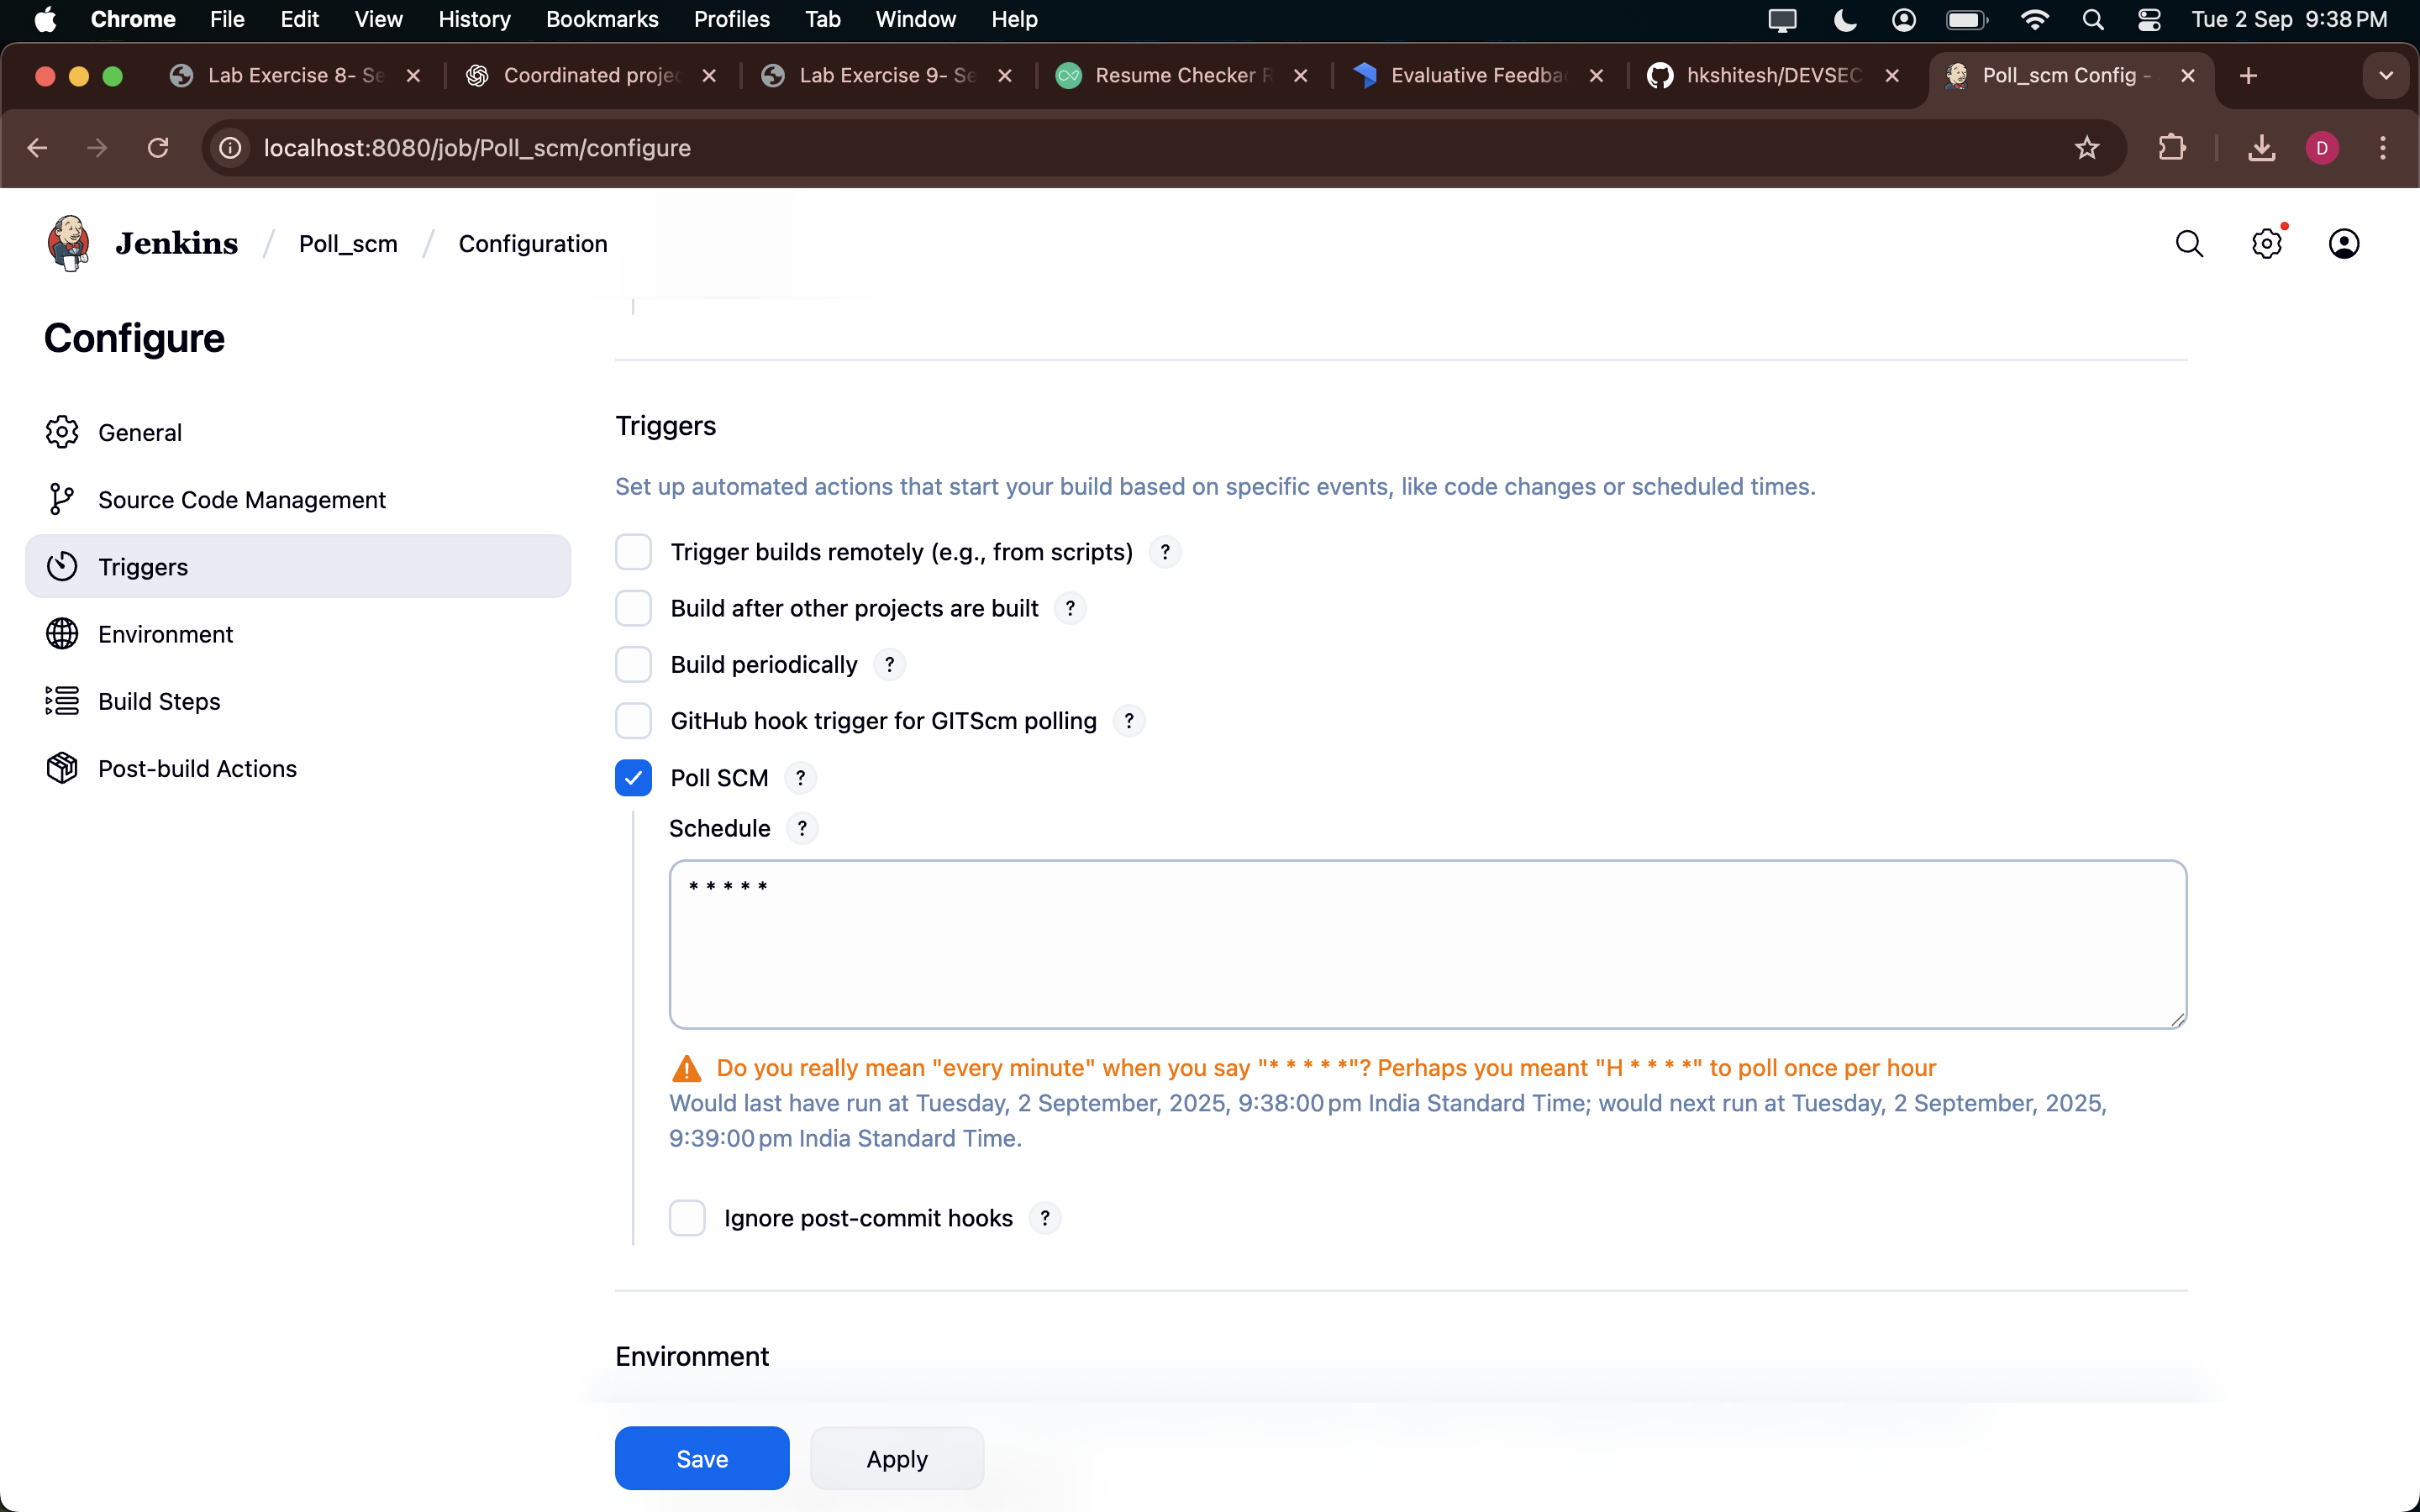 Chrome File Edit View History Bookmarks Profiles Tab Window Help Tue 2 Sep 9:38 PM
Lab Exercise 8- Se Coordinated projec Lab Exercise 9- Se Resume Checker R Evaluative Feedbac hkshitesh/DEVSEC Poll_scm Config -
localhost:8080/job/Poll_scm/configure D
Jenkins / Poll_scm / Configuration
Configure
General
Source Code Management
Triggers
Environment
Build Steps
Post-build Actions
Triggers
Set up automated actions that start your build based on specific events, like code changes or scheduled times.
Trigger builds remotely (e.g., from scripts) ?
Build after other projects are built ?
Build periodically ?
GitHub hook trigger for GITScm polling ?
Poll SCM ?
Schedule ?
* * * * *
Do you really mean "every minute" when you say "* * * * *"? Perhaps you meant "H * * * *" to poll once per hour
Would last have run at Tuesday, 2 September, 2025, 9:38:00 pm India Standard Time; would next run at Tuesday, 2 September, 2025,
9:39:00 pm India Standard Time.
Ignore post-commit hooks ?
Environment
Save Apply